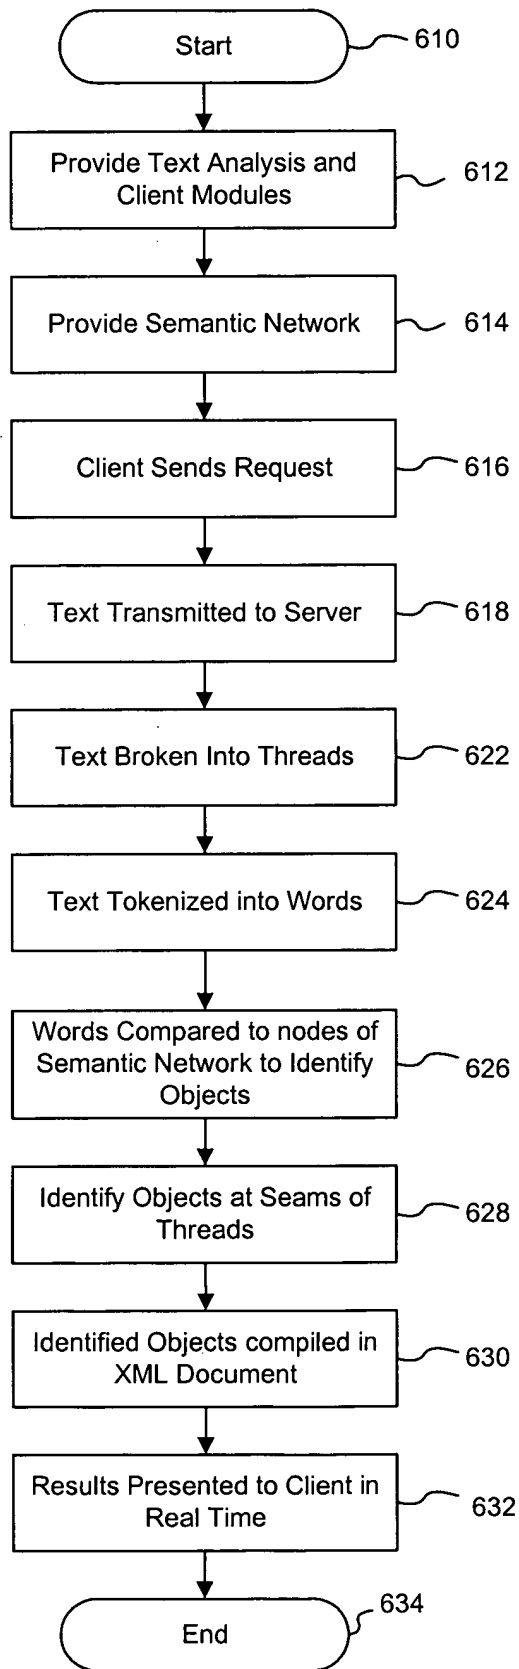 Start
610
Provide Text Analysis and
Client Modules
612
Provide Semantic Network
614
Client Sends Request
616
Text Transmitted to Server
618
Text Broken Into Threads
622
Text Tokenized into Words
624
Words Compared to nodes of
Semantic Network to Identify
Objects
626
Identify Objects at Seams of
Threads
628
Identified Objects compiled in
XML Document
630
Results Presented to Client in
Real Time
632
End
634